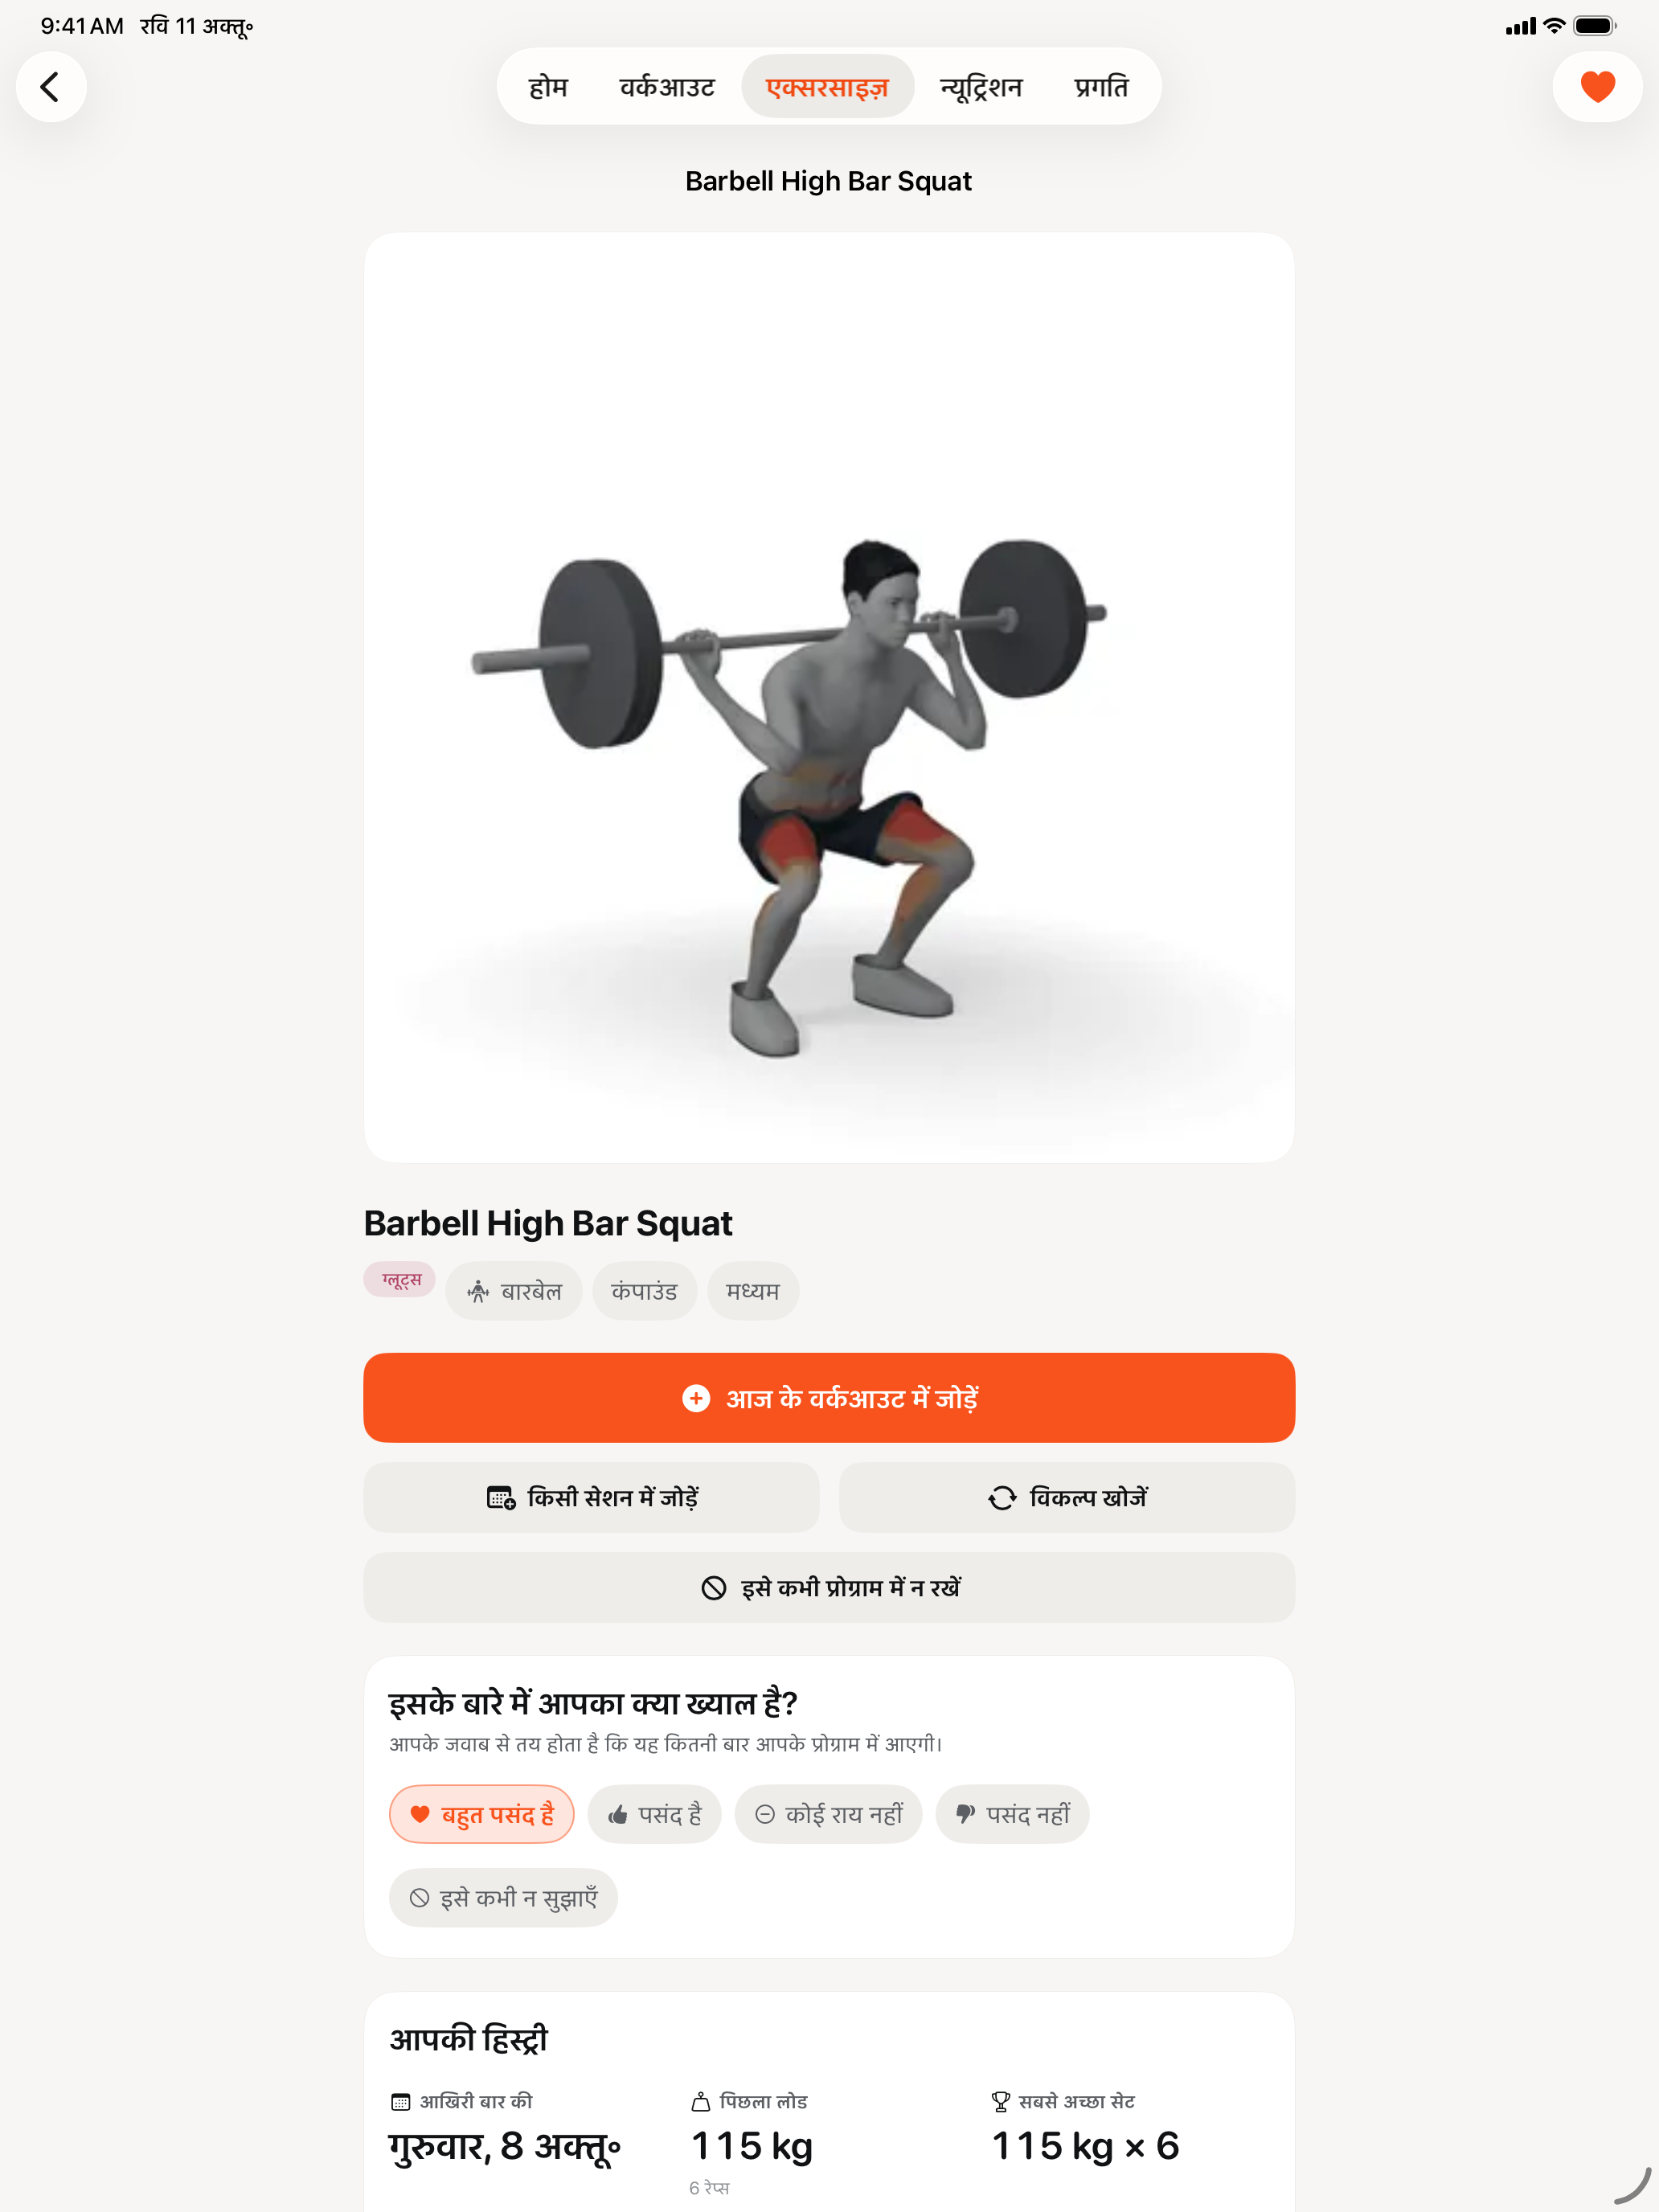 9:41 AM रवि 11 अक्तू॰
होम वर्कआउट एक्सरसाइज़ न्यूट्रिशन प्रगति
Barbell High Bar Squat
Barbell High Bar Squat
ग्लूट्स बारबेल कंपाउंड मध्यम
आज के वर्कआउट में जोड़ें
किसी सेशन में जोड़ें विकल्प खोजें
इसे कभी प्रोग्राम में न रखें
इसके बारे में आपका क्या ख्याल है?
आपके जवाब से तय होता है कि यह कितनी बार आपके प्रोग्राम में आएगी।
बहुत पसंद है पसंद है कोई राय नहीं पसंद नहीं
इसे कभी न सुझाएँ
आपकी हिस्ट्री
आखिरी बार की पिछला लोड सबसे अच्छा सेट
गुरुवार, 8 अक्तू॰ 115 kg 115 kg × 6
6 रेप्स